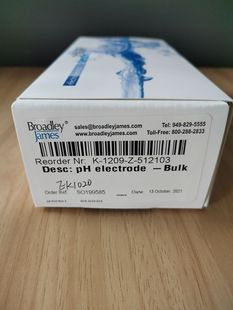 Broadley
James
sales@broadleyjames.com
www.broadleyjames.com
Tel: 949-829-5555
Toll-Free: 800-288-2833
Reorder Nr: K-1209-Z-512103
Desc: pH electrode — Bulk
ZK1020
Order Ref: SO199585
Date: 13 October, 2021